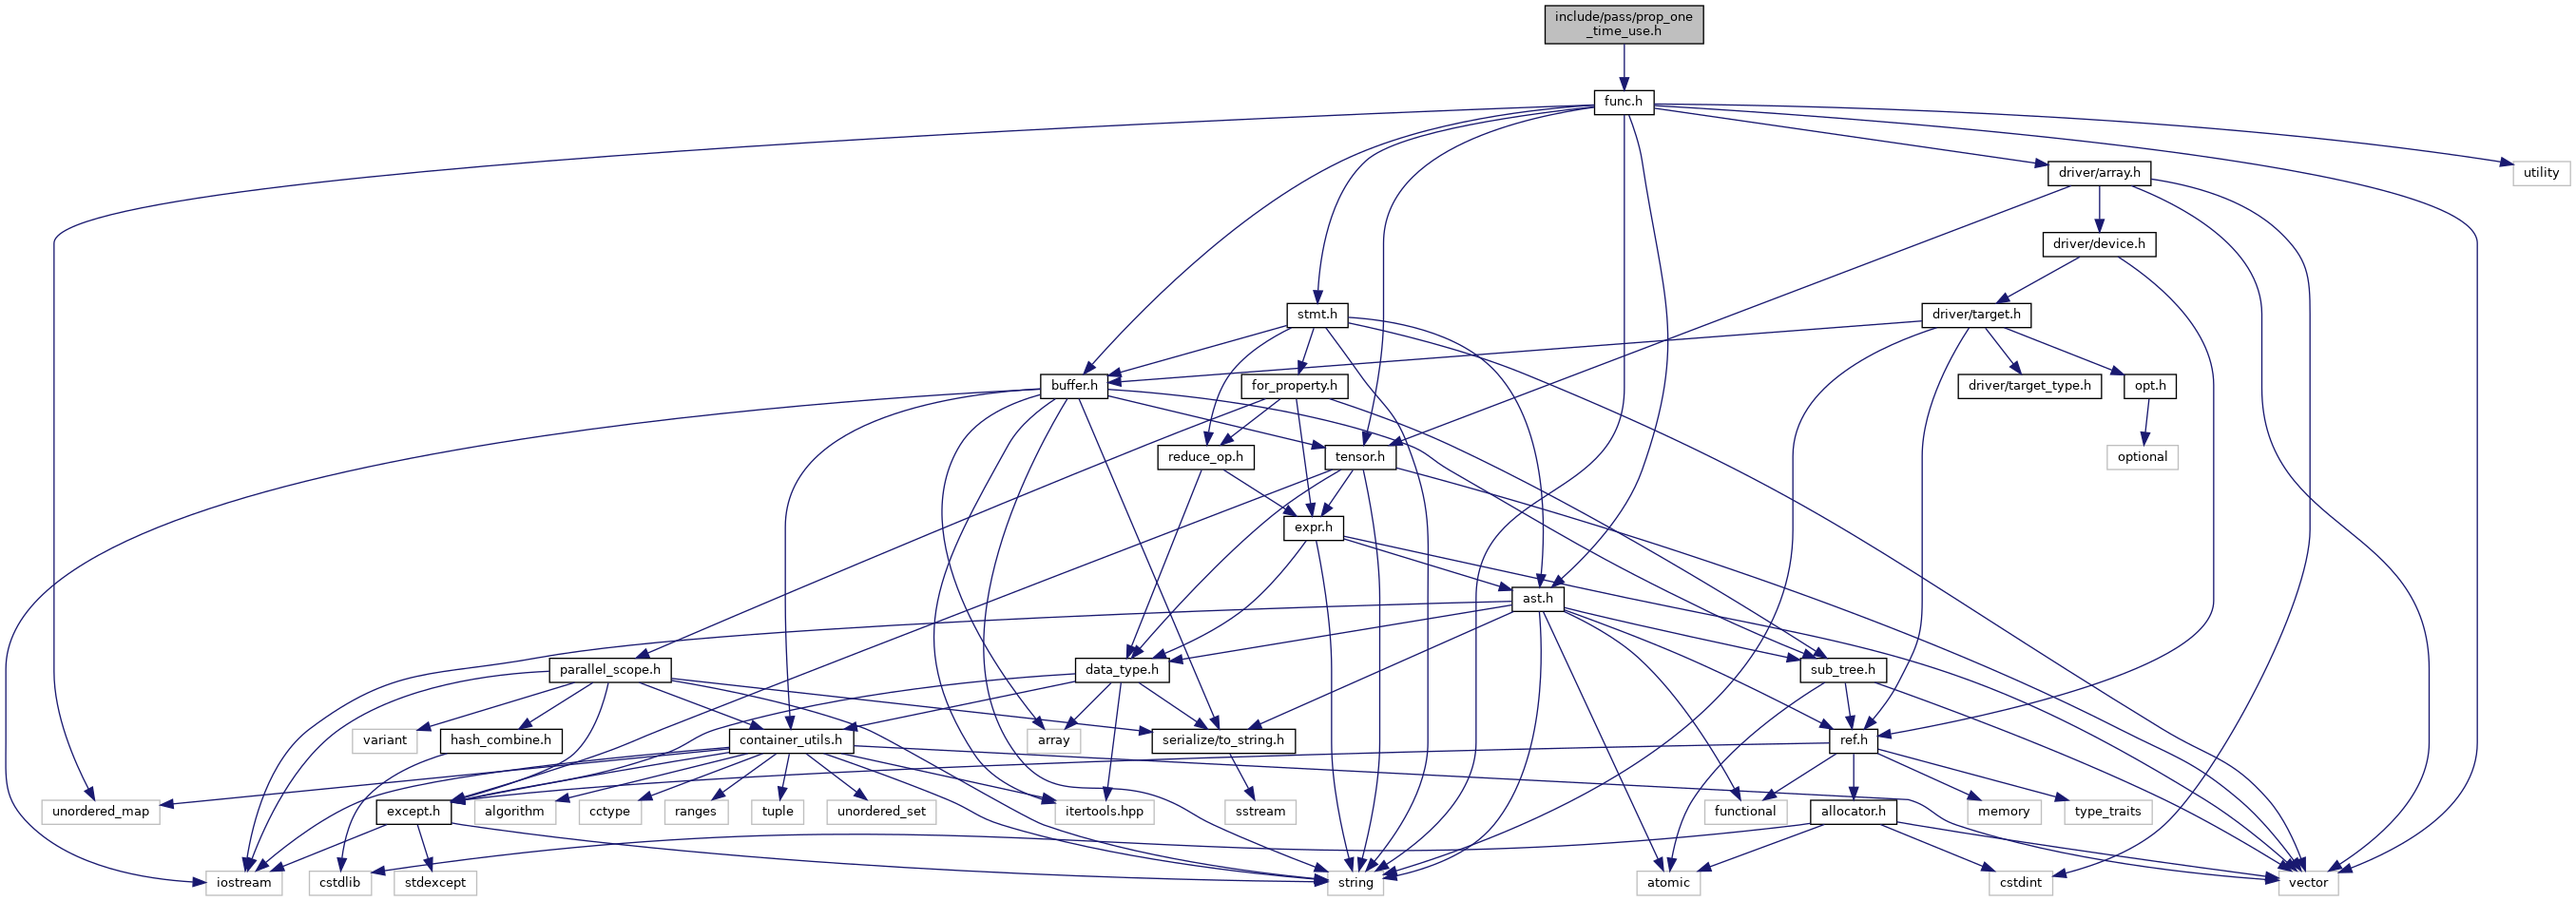 include/pass/prop_one
_time_use.h
func.h
driver/array.h
utility
driver/device.h
stmt.h
driver/target.h
buffer.h
for_property.h
driver/target_type.h
opt.h
reduce_op.h
tensor.h
optional
expr.h
ast.h
parallel_scope.h
data_type.h
sub_tree.h
variant
hash_combine.h
container_utils.h
array
serialize/to_string.h
ref.h
unordered_map
except.h
algorithm
cctype
ranges
tuple
unordered_set
itertools.hpp
sstream
functional
allocator.h
memory
type_traits
iostream
cstdlib
stdexcept
string
atomic
cstdint
vector